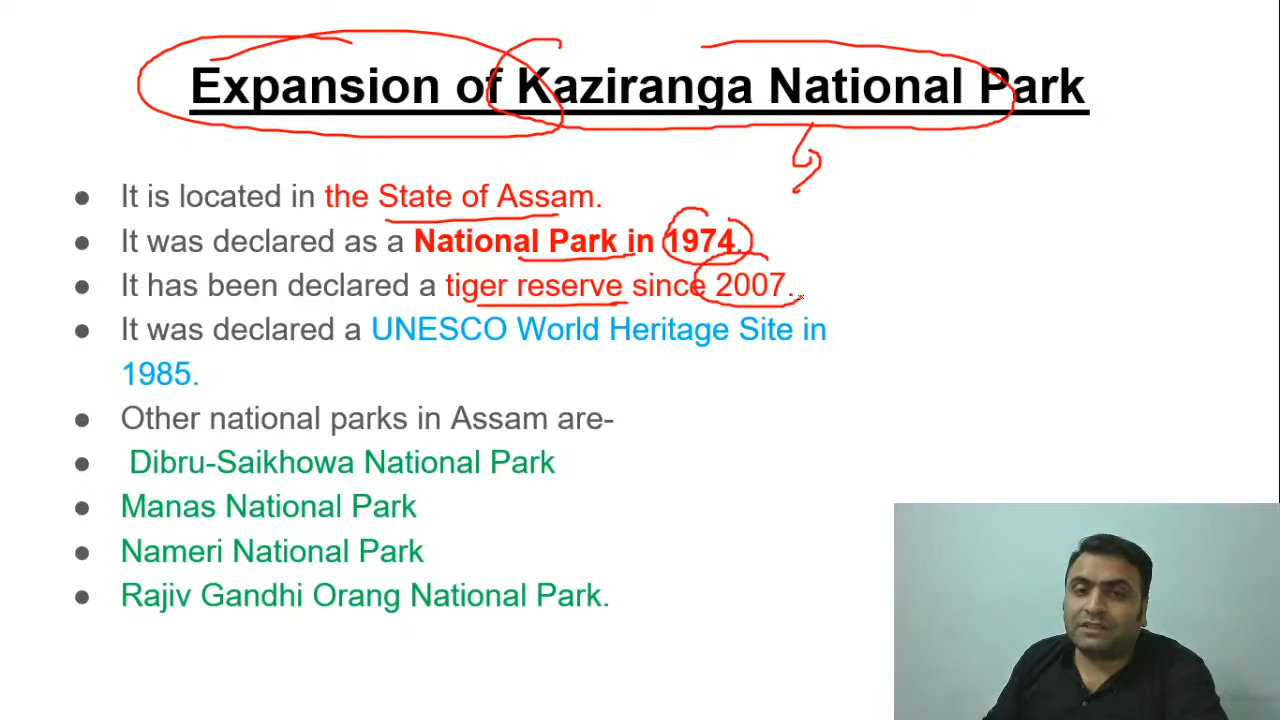 Expansion of Kaziranga National Park
● It is located in the State of Assam.
● It was declared as a National Park in 1974.
● It has been declared a tiger reserve since 2007.
● It was declared a UNESCO World Heritage Site in
1985.
● Other national parks in Assam are-
● Dibru-Saikhowa National Park
● Manas National Park
● Nameri National Park
● Rajiv Gandhi Orang National Park.